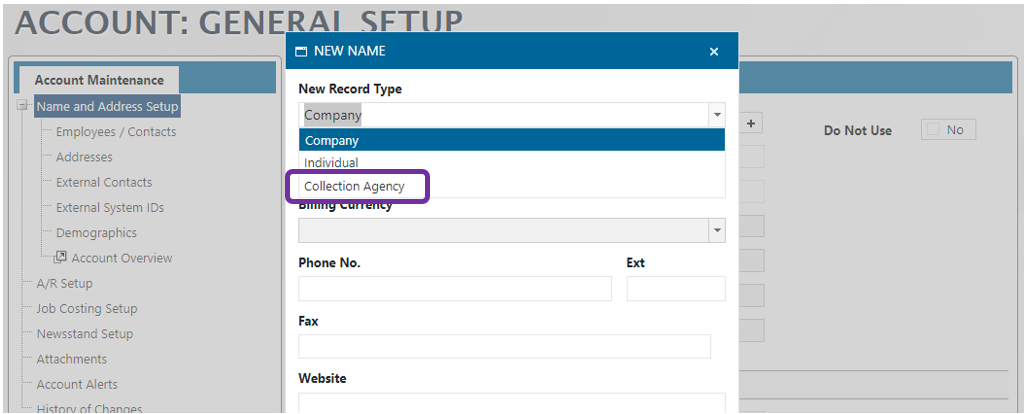 ACCOUNT: GENERAL SETUP
Account Maintenance
Name and Address Setup
Employees / Contacts
Addresses
External Contacts
External System IDs
Demographics
Account Overview
A/R Setup
Job Costing Setup
Newsstand Setup
Attachments
Account Alerts
History of Changes
NEW NAME
New Record Type
Company
Company
Individual
Collection Agency
Billing Currency
Phone No.
Ext
Fax
Website
Do Not Use
No